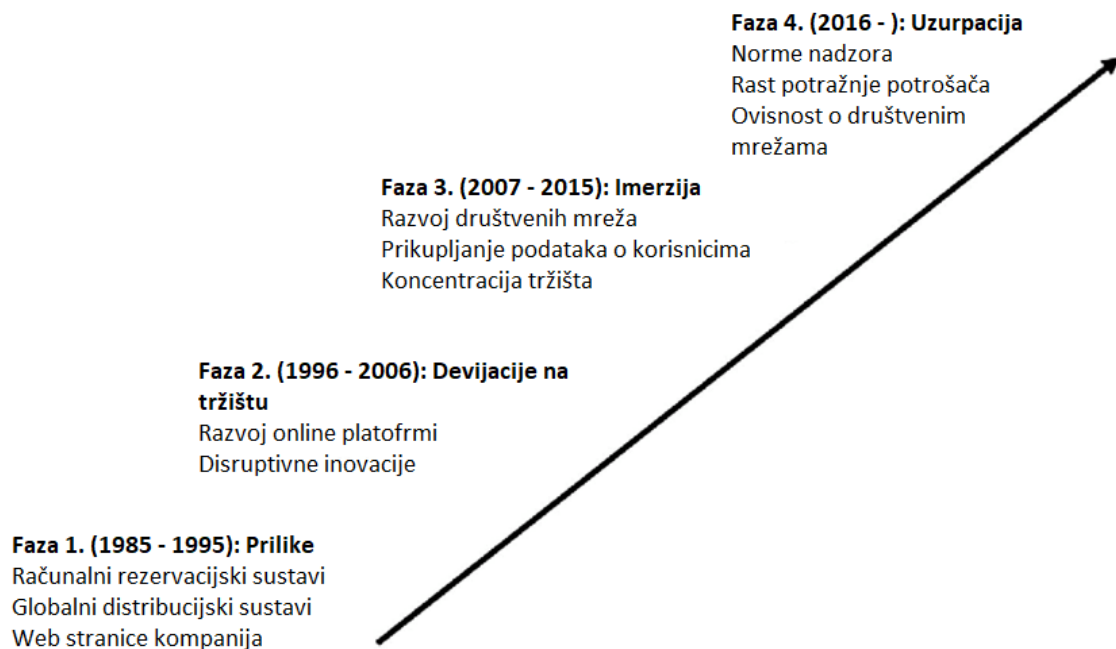 Faza 4. (2016 - ): Uzurpacija
Norme nadzora
Rast potražnje potrošača
Ovisnost o društvenim
mrežama
Faza 3. (2007 - 2015): Imerzija
Razvoj društvenih mreža
Prikupljanje podataka o korisnicima
Koncentracija tržišta
Faza 2. (1996 - 2006): Devijacije na
tržištu
Razvoj online platofrmi
Disruptivne inovacije
Faza 1. (1985 - 1995): Prilike
Računalni rezervacijski sustavi
Globalni distribucijski sustavi
Web stranice kompanija